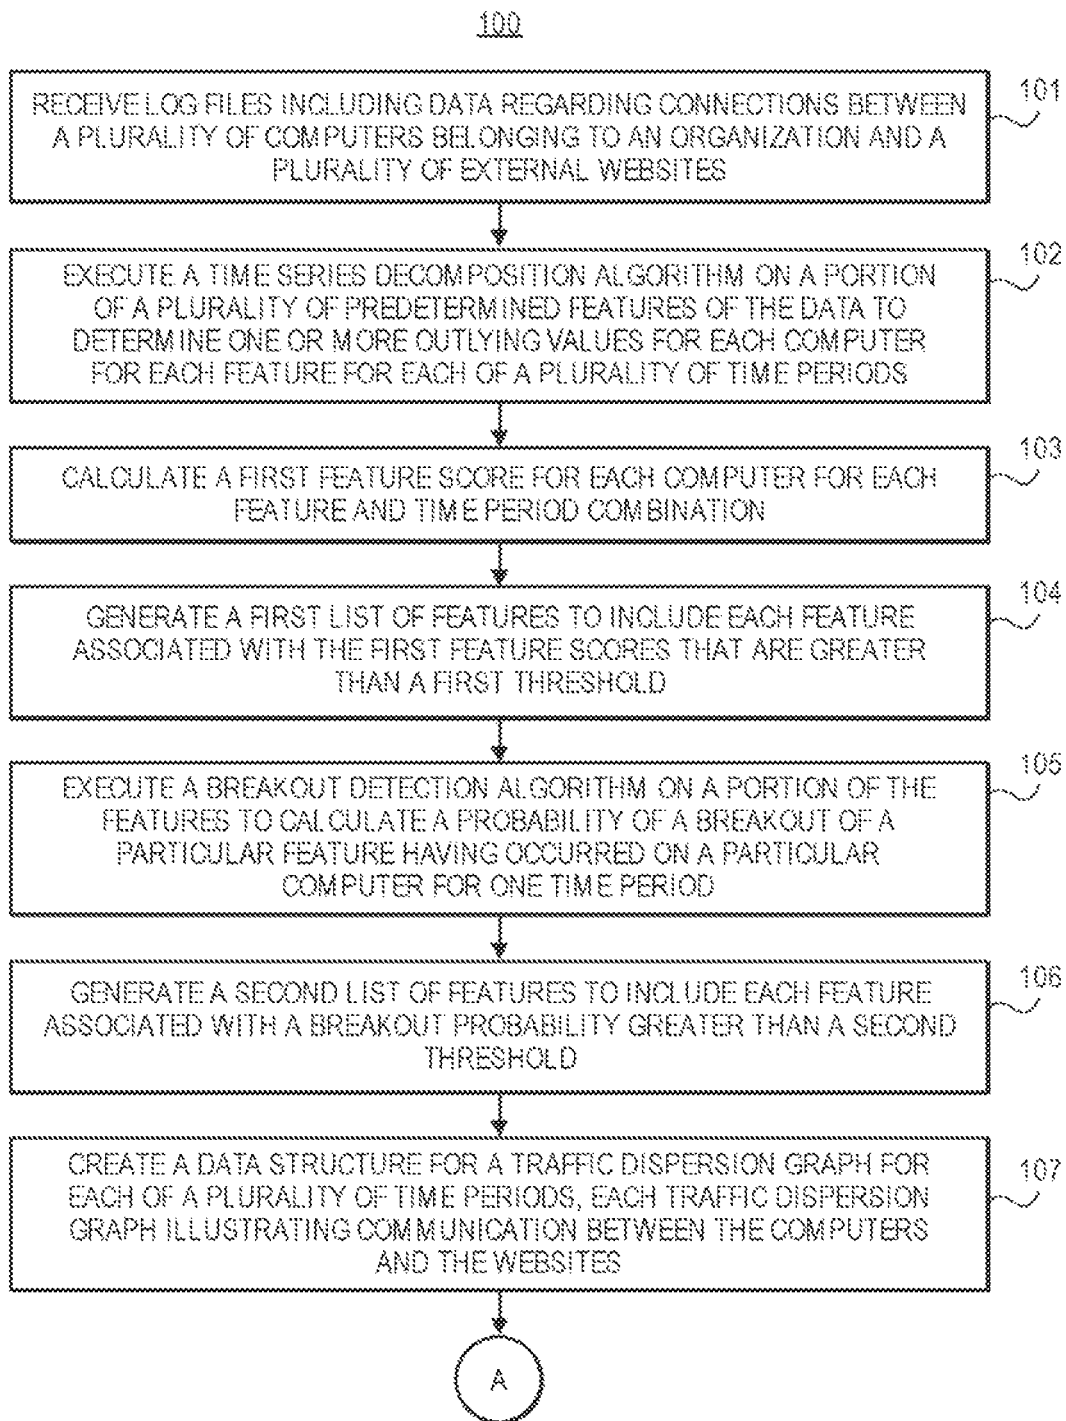 100
RECEIVE LOG FILES INCLUDING DATA REGARDING CONNECTIONS BETWEEN
A PLURALITY OF COMPUTERS BELONGING TO AN ORGANIZATION AND A
PLURALITY OF EXTERNAL WEBSITES
101
EXECUTE A TIME SERIES DECOMPOSITION ALGORITHM ON A PORTION
OF A PLURALITY OF PREDETERMINED FEATURES OF THE DATA TO
DETERMINE ONE OR MORE OUTLYING VALUES FOR EACH COMPUTER
FOR EACH FEATURE FOR EACH OF A PLURALITY OF TIME PERIODS
102
CALCULATE A FIRST FEATURE SCORE FOR EACH COMPUTER FOR EACH
FEATURE AND TIME PERIOD COMBINATION
103
GENERATE A FIRST LIST OF FEATURES TO INCLUDE EACH FEATURE
ASSOCIATED WITH THE FIRST FEATURE SCORES THAT ARE GREATER
THAN A FIRST THRESHOLD
104
EXECUTE A BREAKOUT DETECTION ALGORITHM ON A PORTION OF THE
FEATURES TO CALCULATE A PROBABILITY OF A BREAKOUT OF A
PARTICULAR FEATURE HAVING OCCURRED ON A PARTICULAR
COMPUTER FOR ONE TIME PERIOD
105
GENERATE A SECOND LIST OF FEATURES TO INCLUDE EACH FEATURE
ASSOCIATED WITH A BREAKOUT PROBABILITY GREATER THAN A SECOND
THRESHOLD
106
CREATE A DATA STRUCTURE FOR A TRAFFIC DISPERSION GRAPH FOR
EACH OF A PLURALITY OF TIME PERIODS, EACH TRAFFIC DISPERSION
GRAPH ILLUSTRATING COMMUNICATION BETWEEN THE COMPUTERS
AND THE WEBSITES
107
A